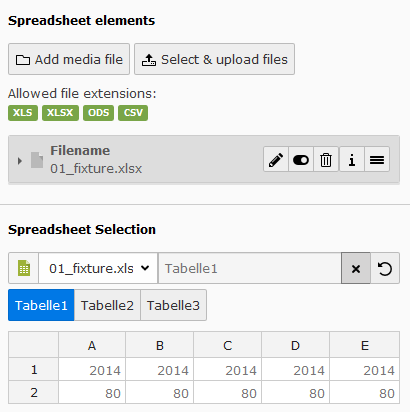 Spreadsheet elements
Add media file Select & upload files
Allowed file extensions:
XLS XLSX ODS CSV
Filename
01_fixture.xlsx
Spreadsheet Selection
01_fixture.xls Tabelle1
Tabelle1 Tabelle2 Tabelle3
A B C D E
1 2014 2014 2014 2014 2014
2 80 80 80 80 80